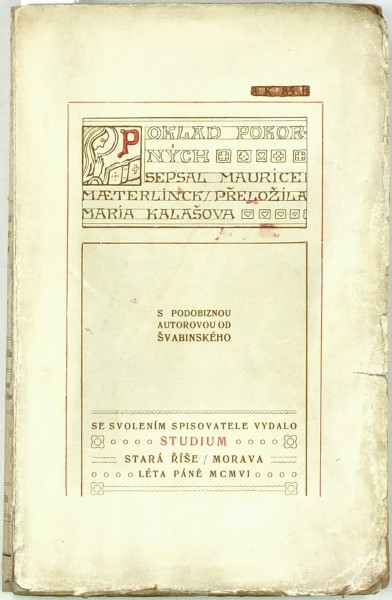 POKLAD POKOR-
NÝCH
SEPSAL MAURICE
MÆTERLINCK/PŘELOŽILA
MARIA KALAŠOVA
S PODOBIZNOU
AUTOROVOU OD
ŠVABINSKÉHO
SE SVOLENÍM SPISOVATELE VYDALO
STUDIUM
STARÁ ŘÍŠE / MORAVA
LÉTA PÁNĚ MCMVI